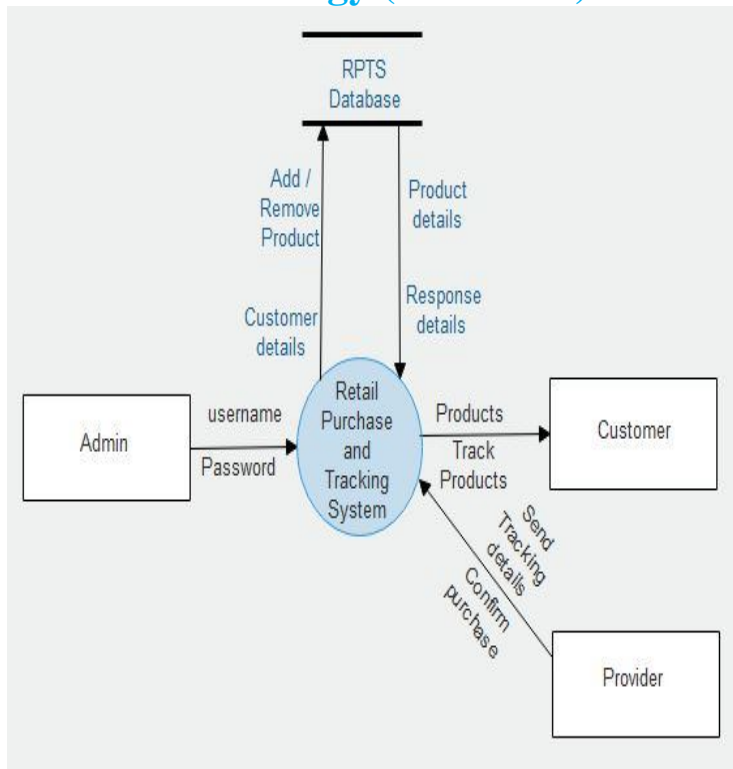 RPTS
Database
Add /
Remove
Product
Customer
details
Product
details
Response
details
Retail
Purchase
and
Tracking
System
Admin
username
Password
Products
Track
Products
Customer
Send
Tracking
details
Confirm
purchase
Provider